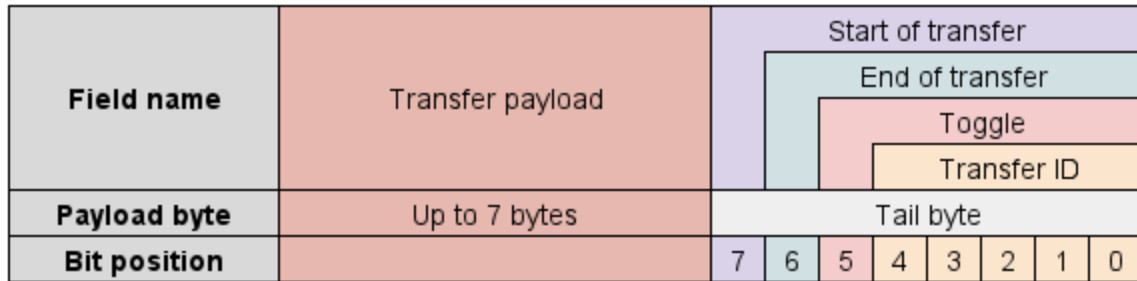 Field name
Transfer payload
Start of transfer
End of transfer
Toggle
Transfer ID
Payload byte Up to 7 bytes Tail byte
Bit position 7 6 5 4 3 2 1 0